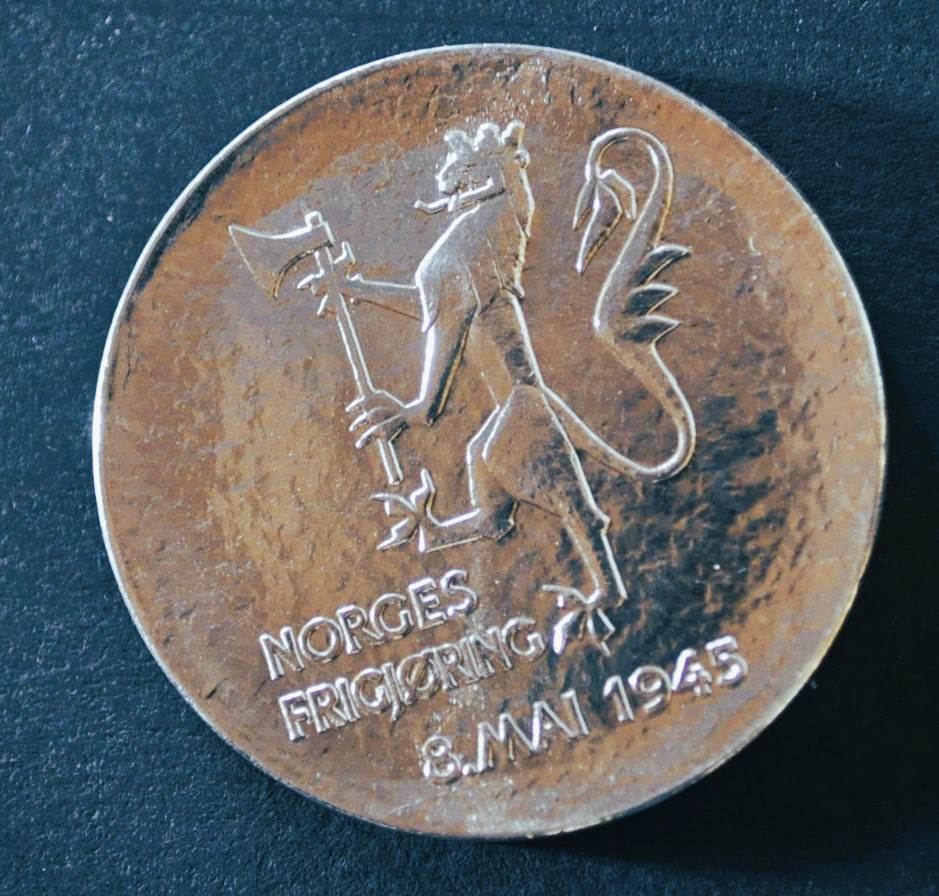 NORGES
FRIGJØRING
8. MAI 1945